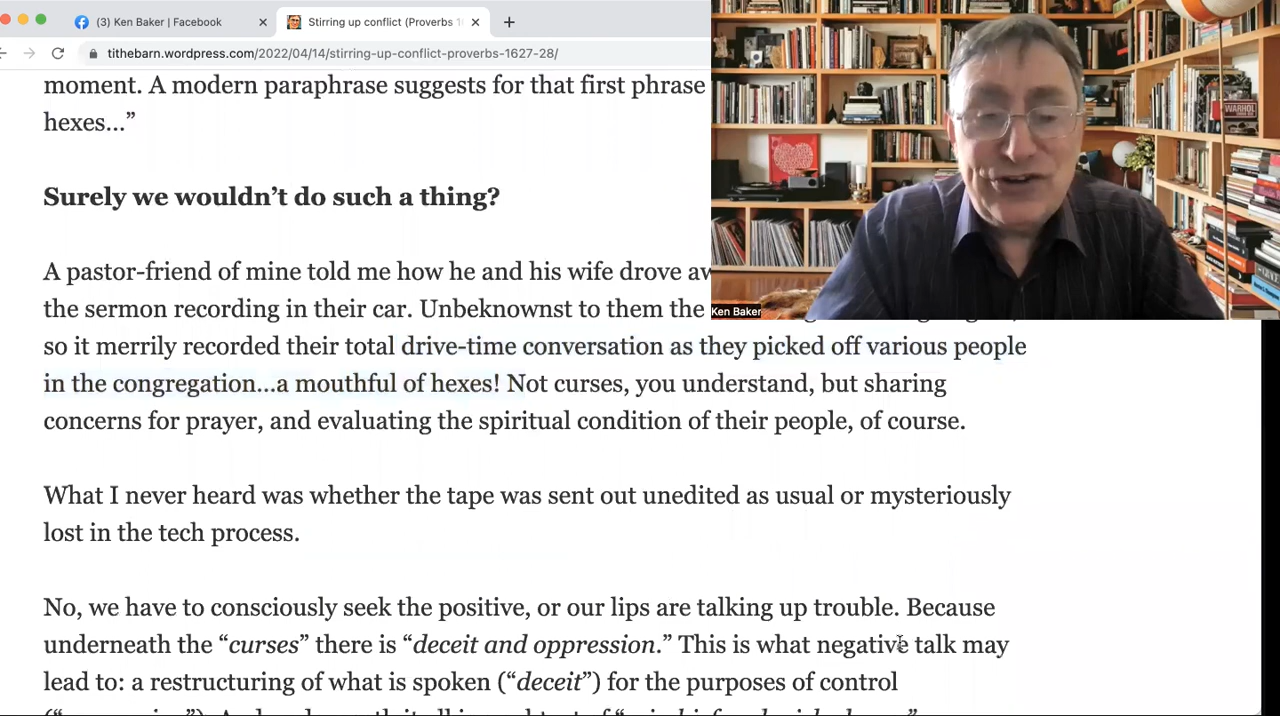 (3) Ken Baker | Facebook
Stirring up conflict (Proverbs 1
tithebarn.wordpress.com/2022/04/14/stirring-up-conflict-proverbs-1627-28/
moment. A modern paraphrase suggests for that first phrase
hexes…”
Surely we wouldn’t do such a thing?
A pastor-friend of mine told me how he and his wife drove aw
the sermon recording in their car. Unbeknownst to them the
so it merrily recorded their total drive-time conversation as they picked off various people
in the congregation…a mouthful of hexes! Not curses, you understand, but sharing
concerns for prayer, and evaluating the spiritual condition of their people, of course.
What I never heard was whether the tape was sent out unedited as usual or mysteriously
lost in the tech process.
No, we have to consciously seek the positive, or our lips are talking up trouble. Because
underneath the “curses” there is “deceit and oppression.” This is what negative talk may
lead to: a restructuring of what is spoken (“deceit”) for the purposes of control
WARHOL
Ken Baker